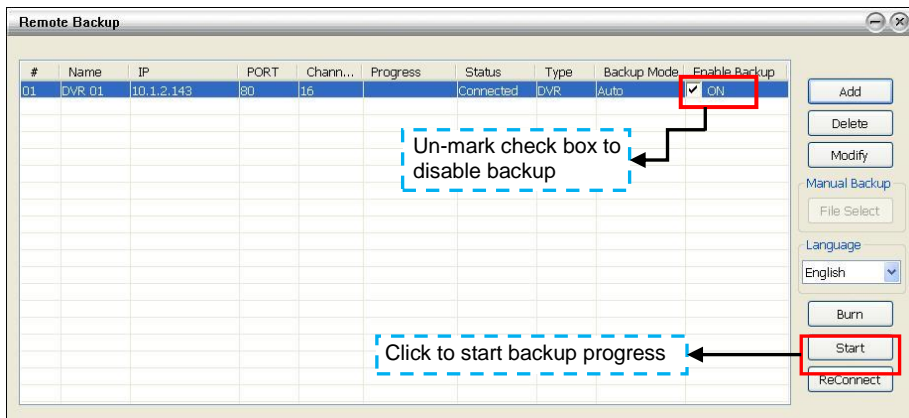 Remote Backup
# Name IP PORT Chann... Progress Status Type Backup Mode Enable Backup
01 DVR 01 10.1.2.143 80 16 Connected DVR Auto ON
Add
Delete
Un-mark check box to
disable backup
Modify
Manual Backup
File Select
Language
English
Burn
Click to start backup progress
Start
ReConnect